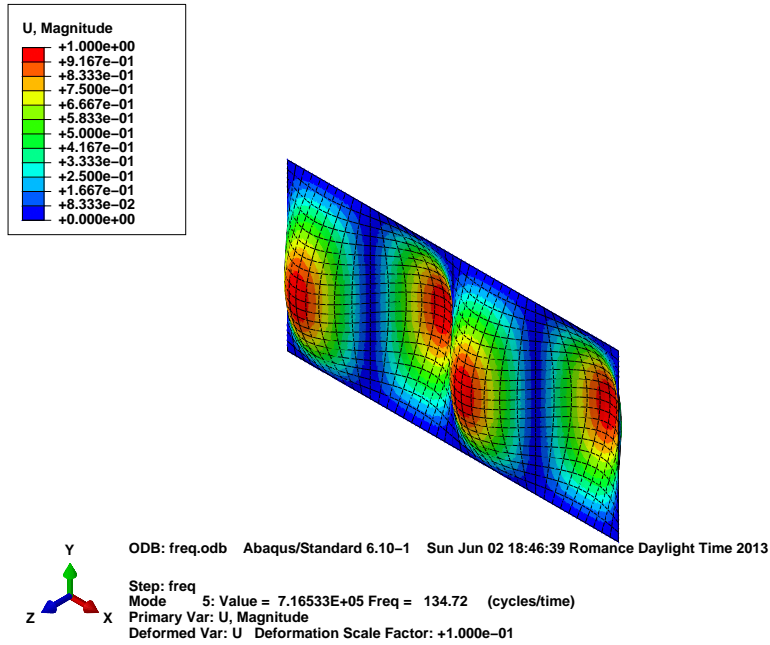 U, Magnitude
+1.000e+00
+9.167e−01
+8.333e−01
+7.500e−01
+6.667e−01
+5.833e−01
+5.000e−01
+4.167e−01
+3.333e−01
+2.500e−01
+1.667e−01
+8.333e−02
+0.000e+00
Y
Z
X
ODB: freq.odb Abaqus/Standard 6.10−1 Sun Jun 02 18:46:39 Romance Daylight Time 2013
Step: freq
Mode 5: Value = 7.16533E+05 Freq = 134.72 (cycles/time)
Primary Var: U, Magnitude
Deformed Var: U Deformation Scale Factor: +1.000e−01